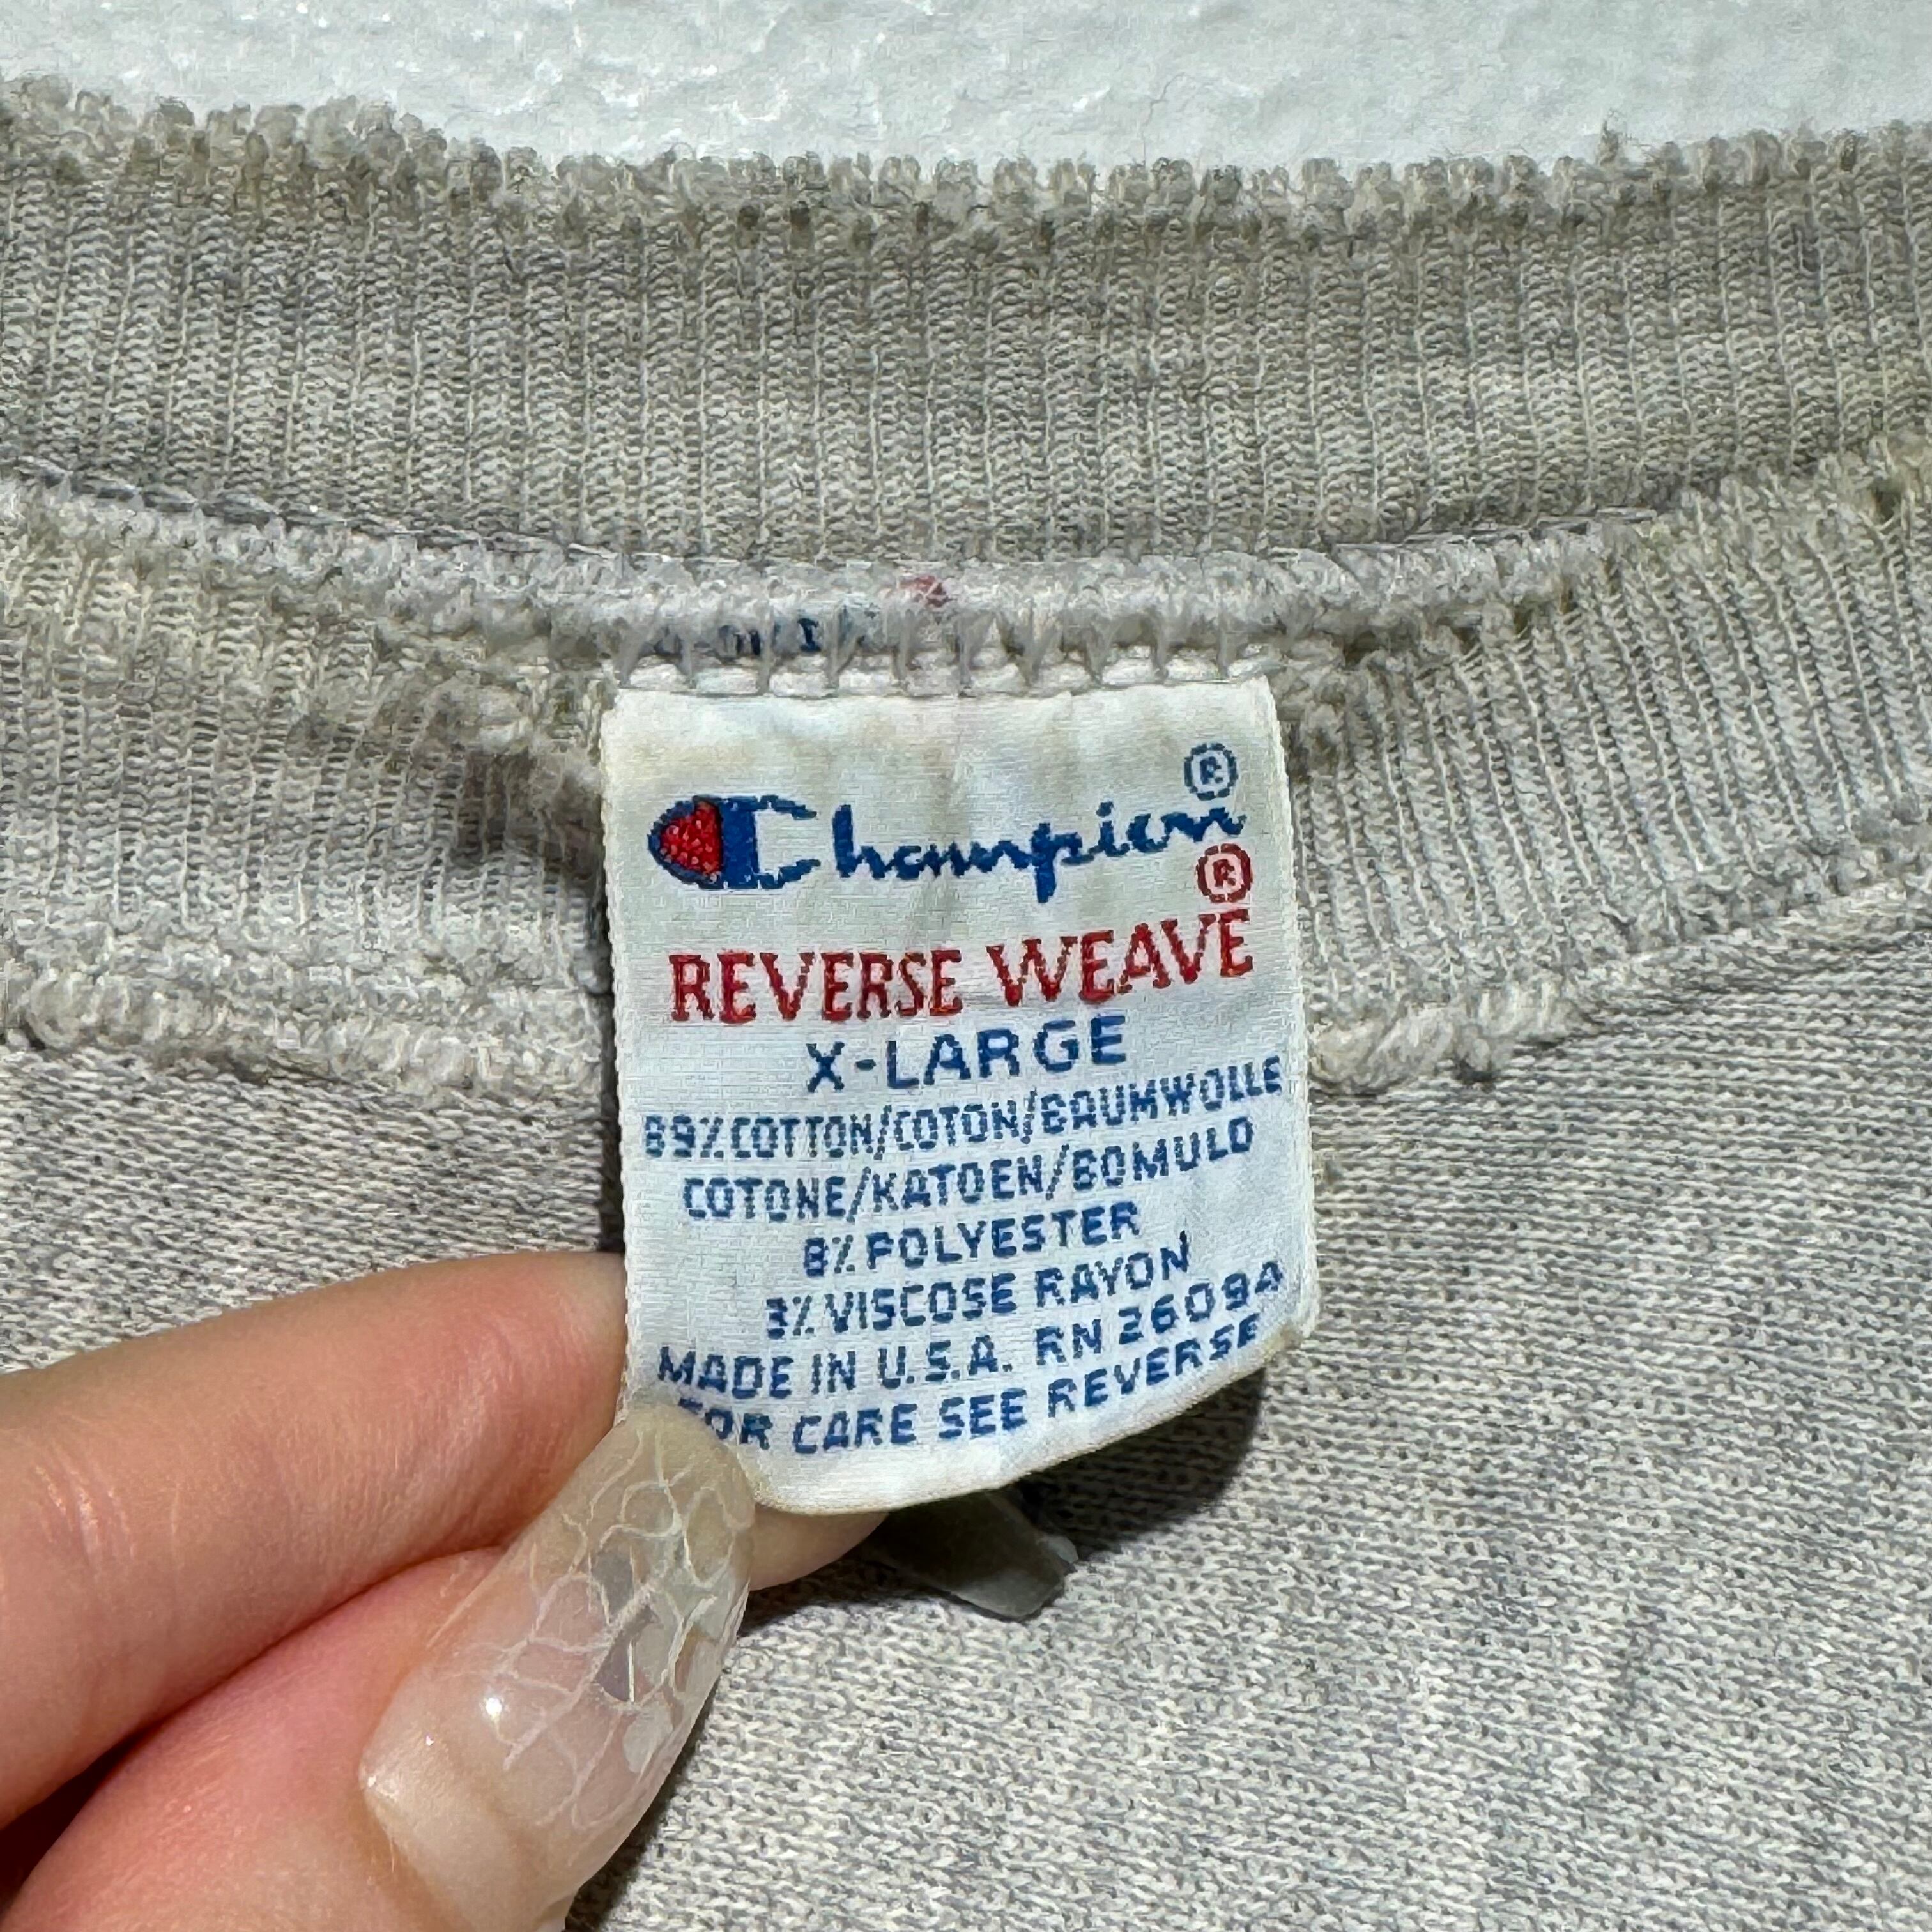 Champion®
®
REVERSE WEAVE
X-LARGE
89% COTTON/COTON/BAUMWOLLE
COTONE/KATOEN/BOMULD
8% POLYESTER
3% VISCOSE RAYON
MADE IN U.S.A. RN 26094
FOR CARE SEE REVERSE